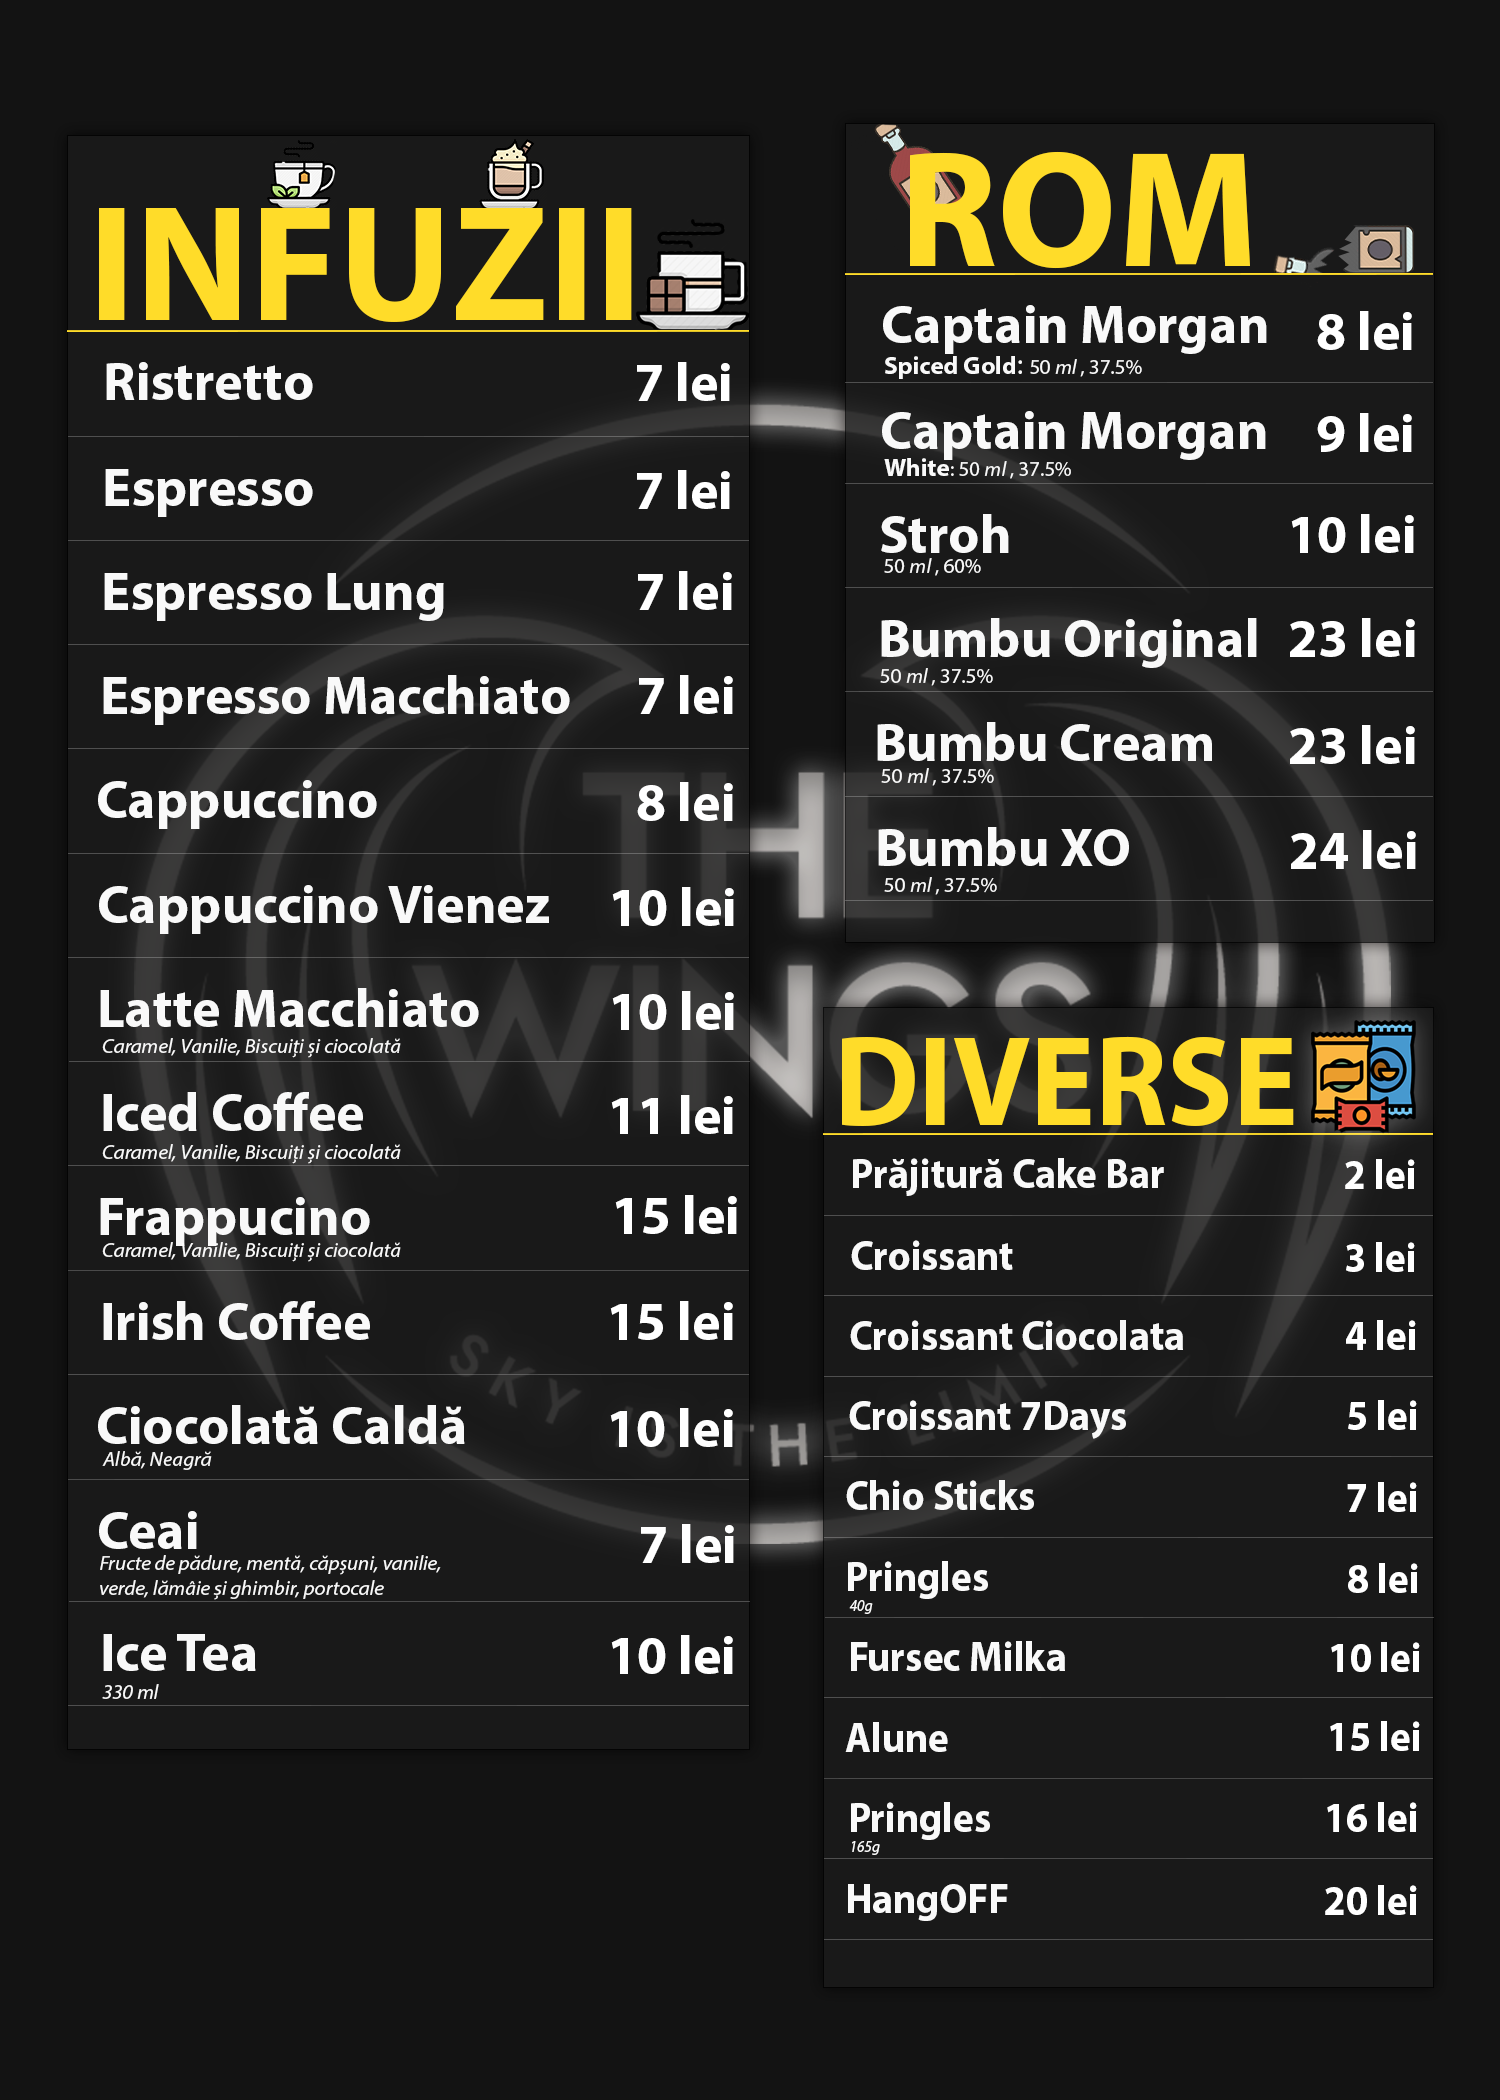 INFUZII
Ristretto 7 lei
Espresso 7 lei
Espresso Lung 7 lei
Espresso Macchiato 7 lei
Cappuccino 8 lei
Cappuccino Vienez 10 lei
Latte Macchiato 10 lei
Caramel, Vanilie, Biscuiți și ciocolată
Iced Coffee 11 lei
Caramel, Vanilie, Biscuiți și ciocolată
Frappucino 15 lei
Caramel, Vanilie, Biscuiți și ciocolată
Irish Coffee 15 lei
Ciocolată Caldă 10 lei
Albă, Neagră
Ceai 7 lei
Fructe de pădure, mentă, căpșuni, vanilie,
verde, lămâie și ghimbir, portocale
Ice Tea 10 lei
330 ml
ROM
Captain Morgan 8 lei
Spiced Gold: 50 ml , 37.5%
Captain Morgan 9 lei
White: 50 ml , 37.5%
Stroh 10 lei
50 ml , 60%
Bumbu Original 23 lei
50 ml , 37.5%
Bumbu Cream 23 lei
50 ml , 37.5%
Bumbu XO 24 lei
50 ml , 37.5%
DIVERSE
Prăjitură Cake Bar 2 lei
Croissant 3 lei
Croissant Ciocolata 4 lei
Croissant 7Days 5 lei
Chio Sticks 7 lei
Pringles 8 lei
40g
Fursec Milka 10 lei
Alune 15 lei
Pringles 16 lei
165g
HangOFF 20 lei
THE
WINGS
SKY IS THE LIMIT